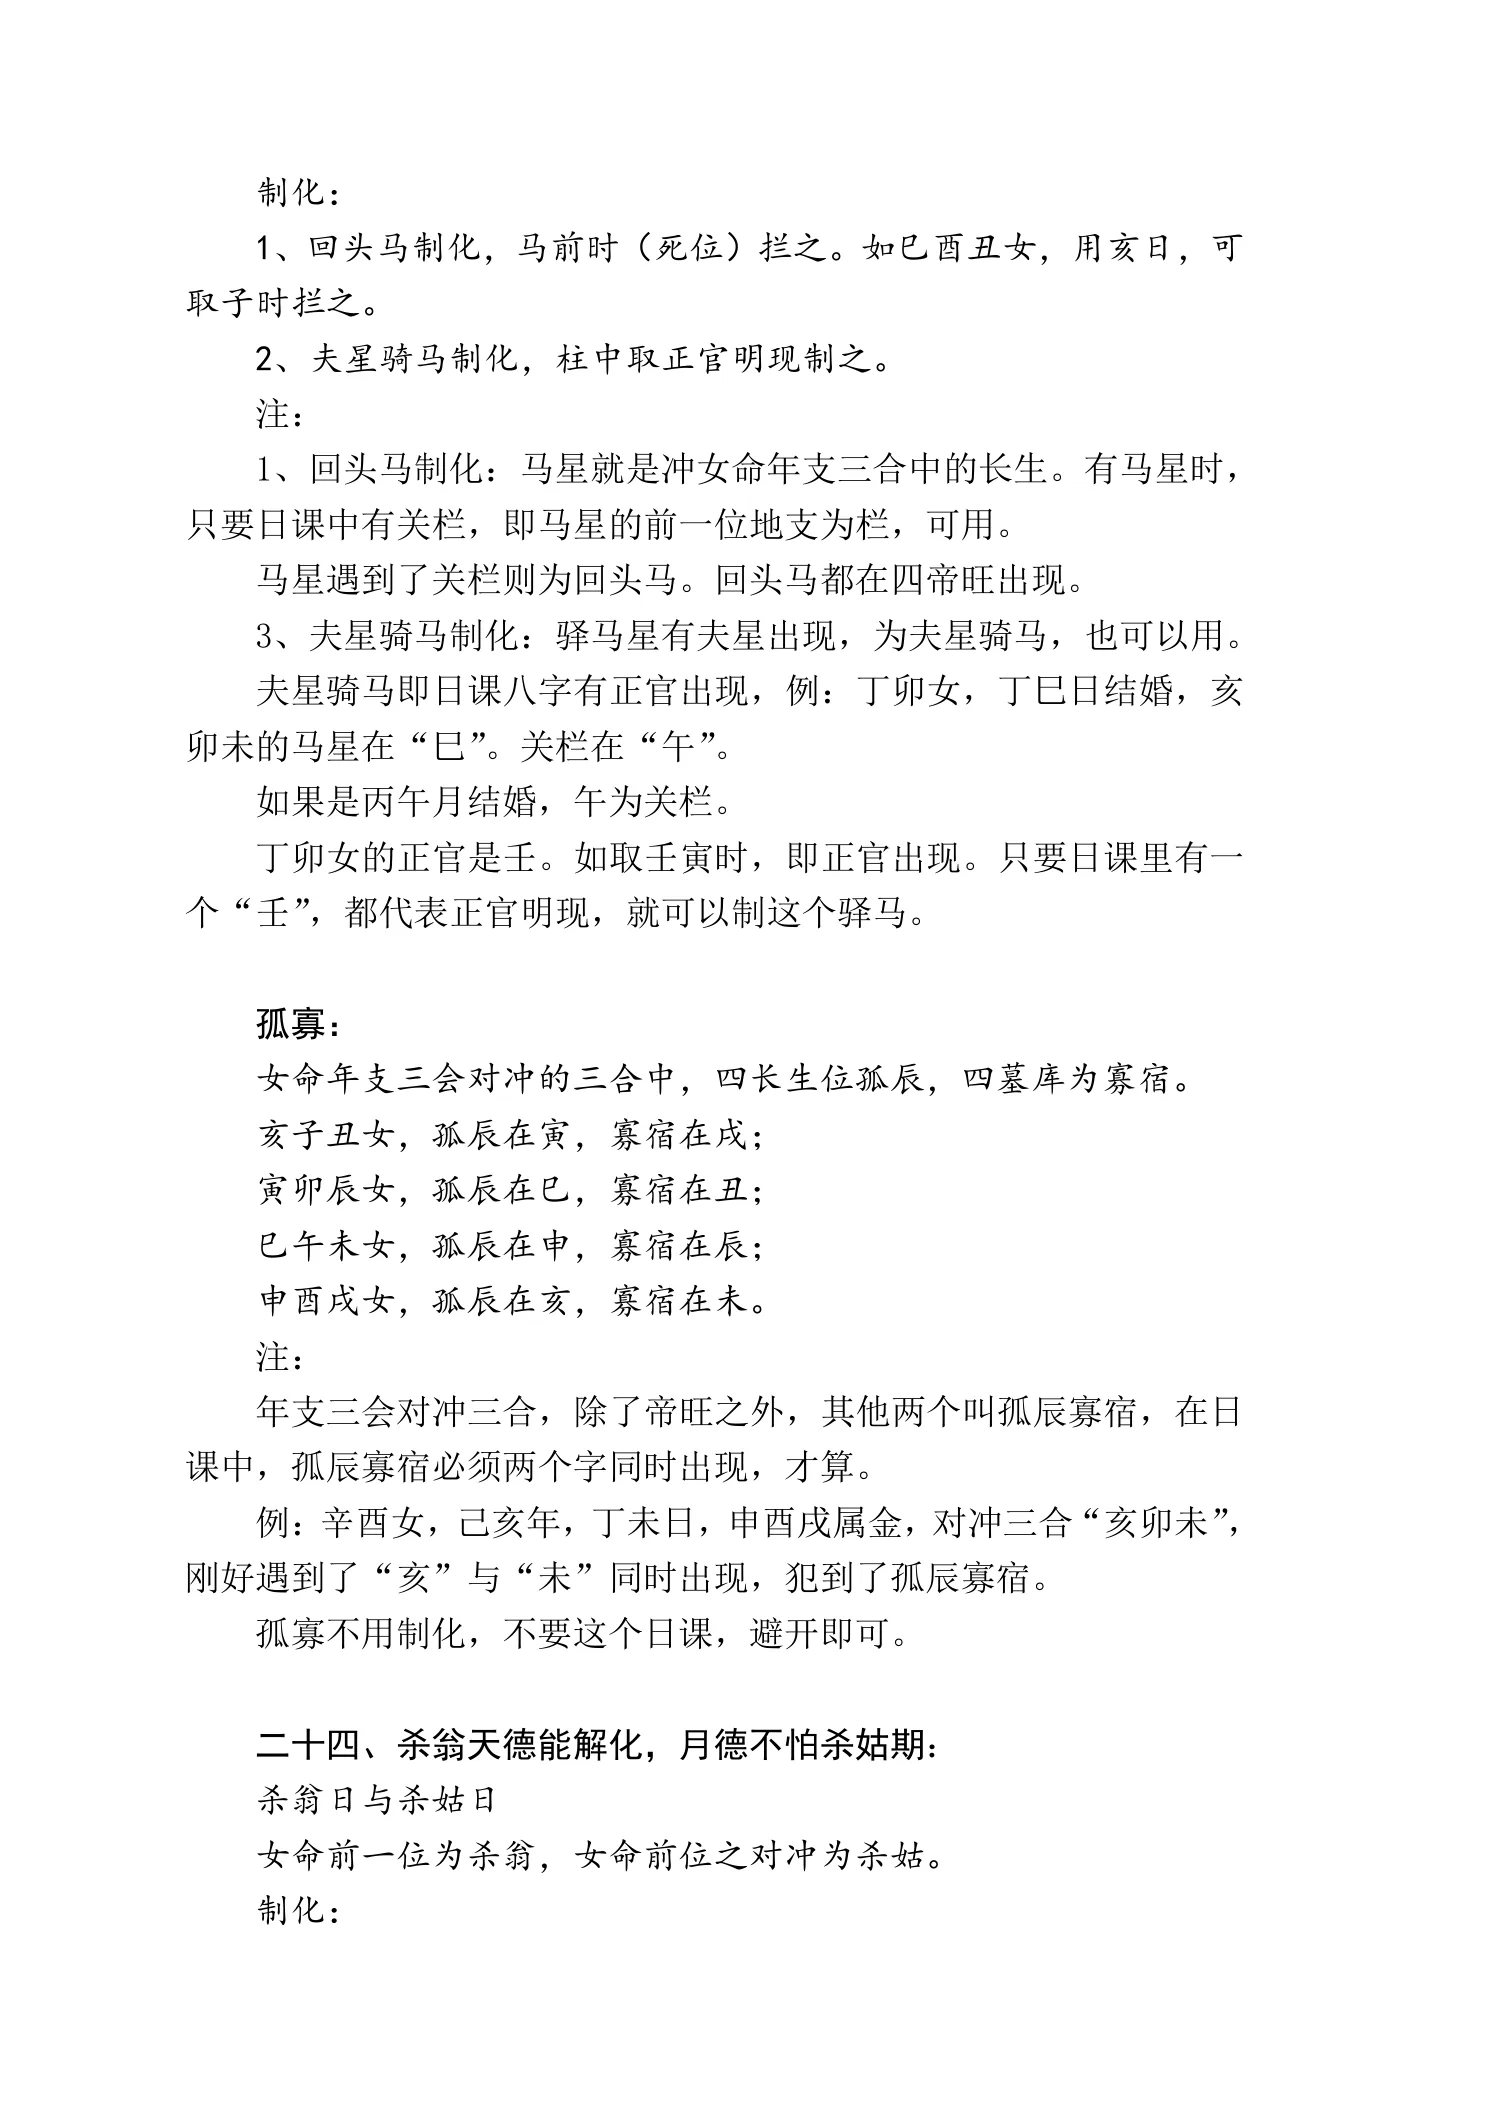 制化：
1、回头马制化，马前时（死位）拦之。如巳酉丑女，用亥日，可
取子时拦之。
2、夫星骑马制化，柱中取正官明现制之。
注：
1、回头马制化：马星就是冲女命年支三合中的长生。有马星时，
只要日课中有关栏，即马星的前一位地支为栏，可用。
马星遇到了关栏则为回头马。回头马都在四帝旺出现。
3、夫星骑马制化：驿马星有夫星出现，为夫星骑马，也可以用。
夫星骑马即日课八字有正官出现，例：丁卯女，丁巳日结婚，亥
卯未的马星在“巳”。关栏在“午”。
如果是丙午月结婚，午为关栏。
丁卯女的正官是壬。如取壬寅时，即正官出现。只要日课里有一
个“壬”，都代表正官明现，就可以制这个驿马。
孤寡：
女命年支三会对冲的三合中，四长生位孤辰，四墓库为寡宿。
亥子丑女，孤辰在寅，寡宿在戌；
寅卯辰女，孤辰在巳，寡宿在丑；
巳午未女，孤辰在申，寡宿在辰；
申酉戌女，孤辰在亥，寡宿在未。
注：
年支三会对冲三合，除了帝旺之外，其他两个叫孤辰寡宿，在日
课中，孤辰寡宿必须两个字同时出现，才算。
例：辛酉女，己亥年，丁未日，申酉戌属金，对冲三合“亥卯未”，
刚好遇到了“亥”与“未”同时出现，犯到了孤辰寡宿。
孤寡不用制化，不要这个日课，避开即可。
二十四、杀翁天德能解化，月德不怕杀姑期：
杀翁日与杀姑日
女命前一位为杀翁，女命前位之对冲为杀姑。
制化：